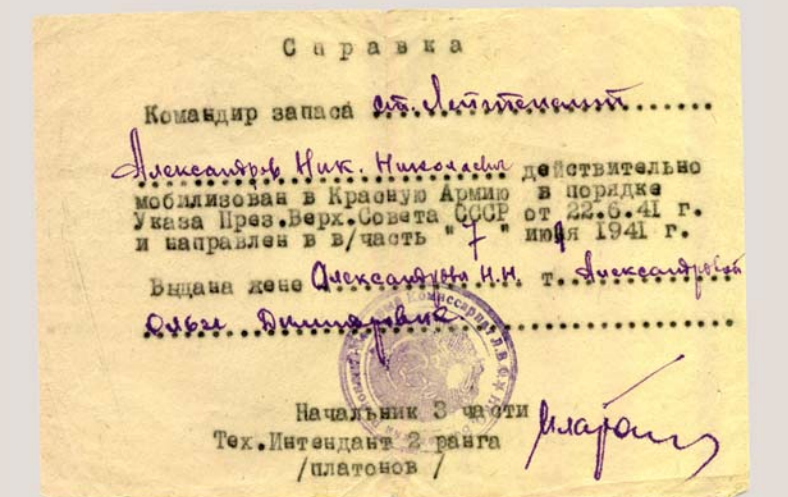 Справка
Командир запаса ст. Лейтенант
Александров Ник. Николаевич действительно
мобилизован в Красную Армию в порядке
Указа През.Верх.Совета СССР от 22.6.41 г.
и направлен в в/часть "7" июля 1941 г.
Выдана жене Александрова Н.Н. т. Александровой
Ольге Димитровне
Начальник 3 части
Тех.Интендант 2 ранга
/платонов /